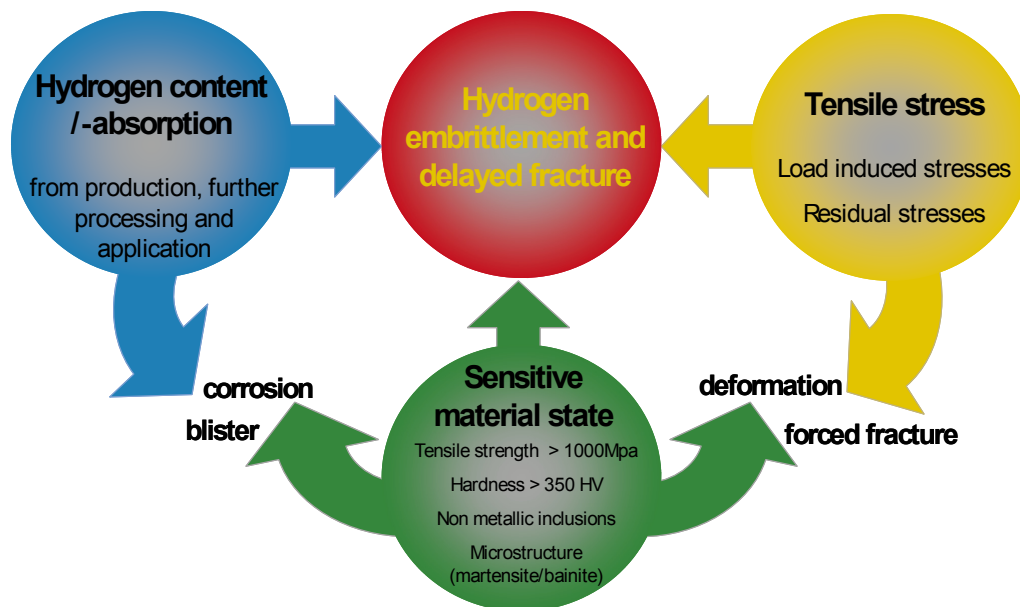 Hydrogen content
/-absorption
from production, further
processing and
application
Hydrogen
embrittlement and
delayed fracture
Tensile stress
Load induced stresses
Residual stresses
corrosion
blister
Sensitive
material state
Tensile strength > 1000Mpa
Hardness > 350 HV
Non metallic inclusions
Microstructure
(martensite/bainite)
deformation
forced fracture